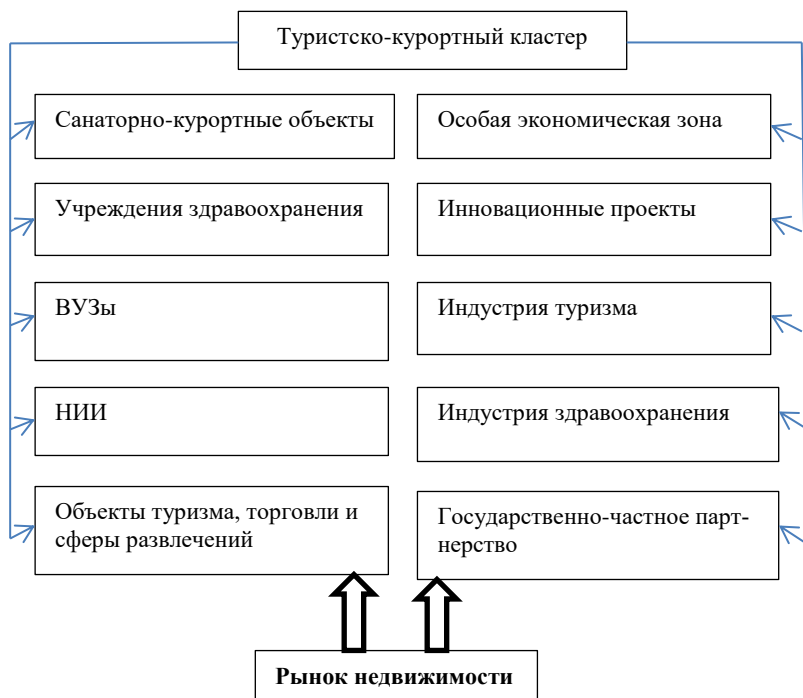 Туристско-курортный кластер
Санаторно-курортные объекты
Особая экономическая зона
Учреждения здравоохранения
Инновационные проекты
ВУЗы
Индустрия туризма
НИИ
Индустрия здравоохранения
Объекты туризма, торговли и
сферы развлечений
Государственно-частное парт-
нерство
Рынок недвижимости